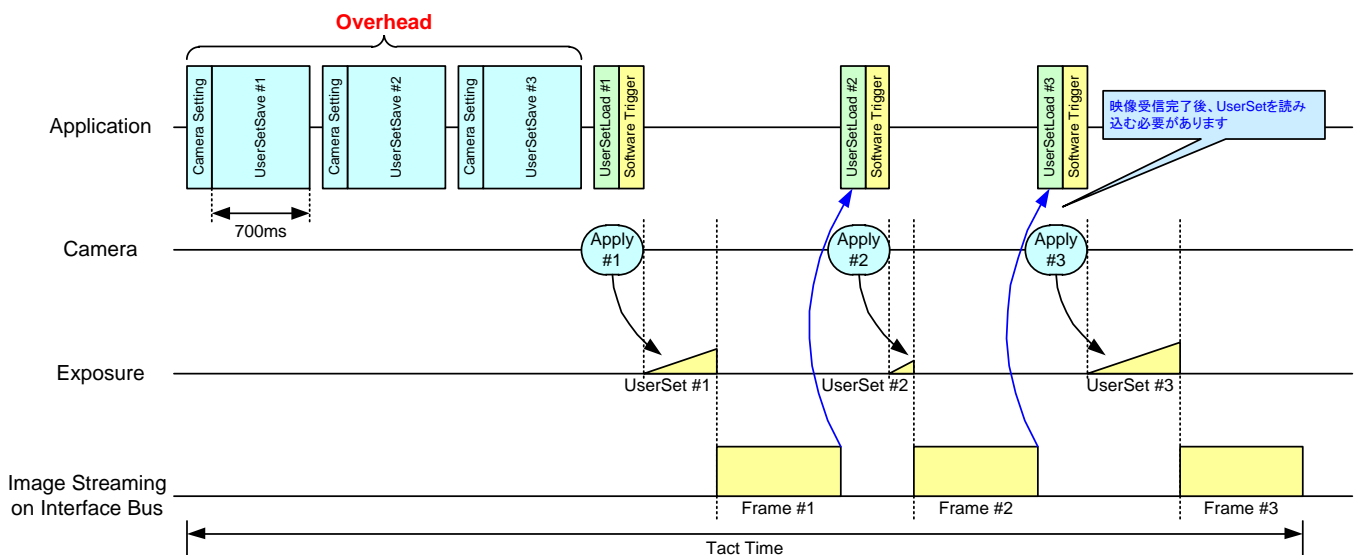 Overhead
Application
Camera Setting
UserSetSave #1
Camera Setting
UserSetSave #2
Camera Setting
UserSetSave #3
UserSetLoad #1
Software Trigger
UserSetLoad #2
Software Trigger
UserSetLoad #3
Software Trigger
映像受信完了後、UserSetを読み
込む必要があります
700ms
Camera
Apply
#1
Apply
#2
Apply
#3
Exposure
UserSet #1
UserSet #2
UserSet #3
Image Streaming
on Interface Bus
Frame #1
Frame #2
Frame #3
Tact Time